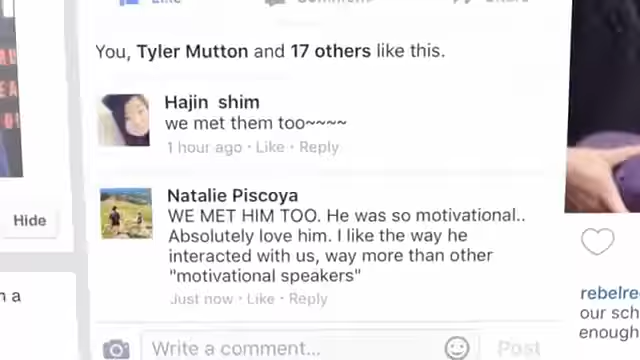 Like
Comment
Share
You, Tyler Mutton and 17 others like this.
Hajin shim
we met them too~~~~
1 hour ago · Like · Reply
Natalie Piscoya
WE MET HIM TOO. He was so motivational..
Absolutely love him. I like the way he
interacted with us, way more than other
"motivational speakers"
Just now · Like · Reply
Write a comment...
Post
Hide
n a
rebelre
our sch
enough